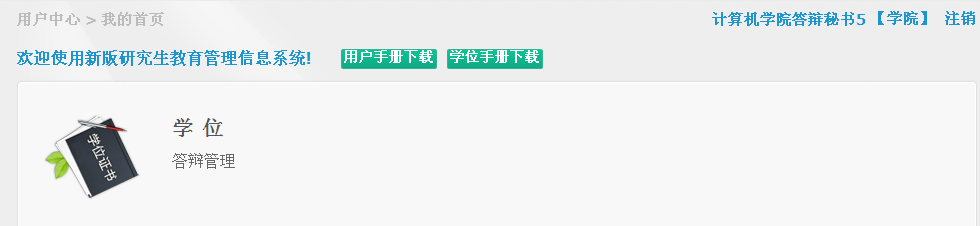 用户中心 > 我的首页
计算机学院答辩秘书5 【学院】 注销
欢迎使用新版研究生教育管理信息系统! 用户手册下载 学位手册下载
学位证书
学 位
答辩管理